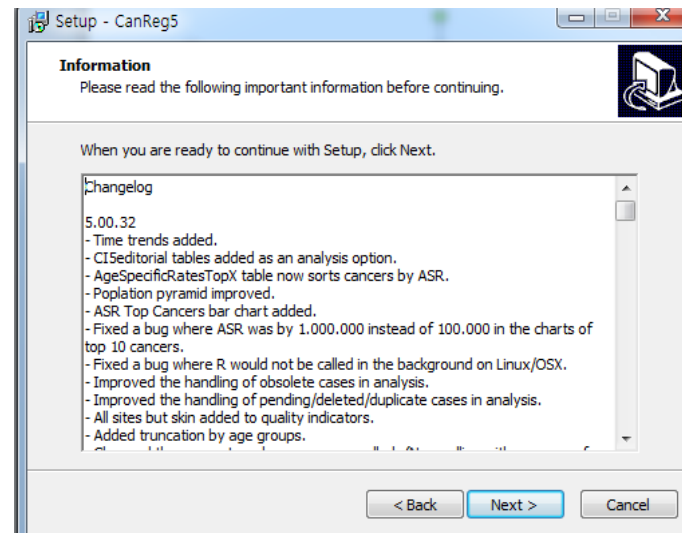 Setup - CanReg5
Information
Please read the following important information before continuing.
When you are ready to continue with Setup, click Next.
Changelog
5.00.32
- Time trends added.
- CI5editorial tables added as an analysis option.
- AgeSpecificRatesTopX table now sorts cancers by ASR.
- Poplation pyramid improved.
- ASR Top Cancers bar chart added.
- Fixed a bug where ASR was by 1.000.000 instead of 100.000 in the charts of
top 10 cancers.
- Fixed a bug where R would not be called in the background on Linux/OSX.
- Improved the handling of obsolete cases in analysis.
- Improved the handling of pending/deleted/duplicate cases in analysis.
- All sites but skin added to quality indicators.
- Added truncation by age groups.
< Back
Next >
Cancel